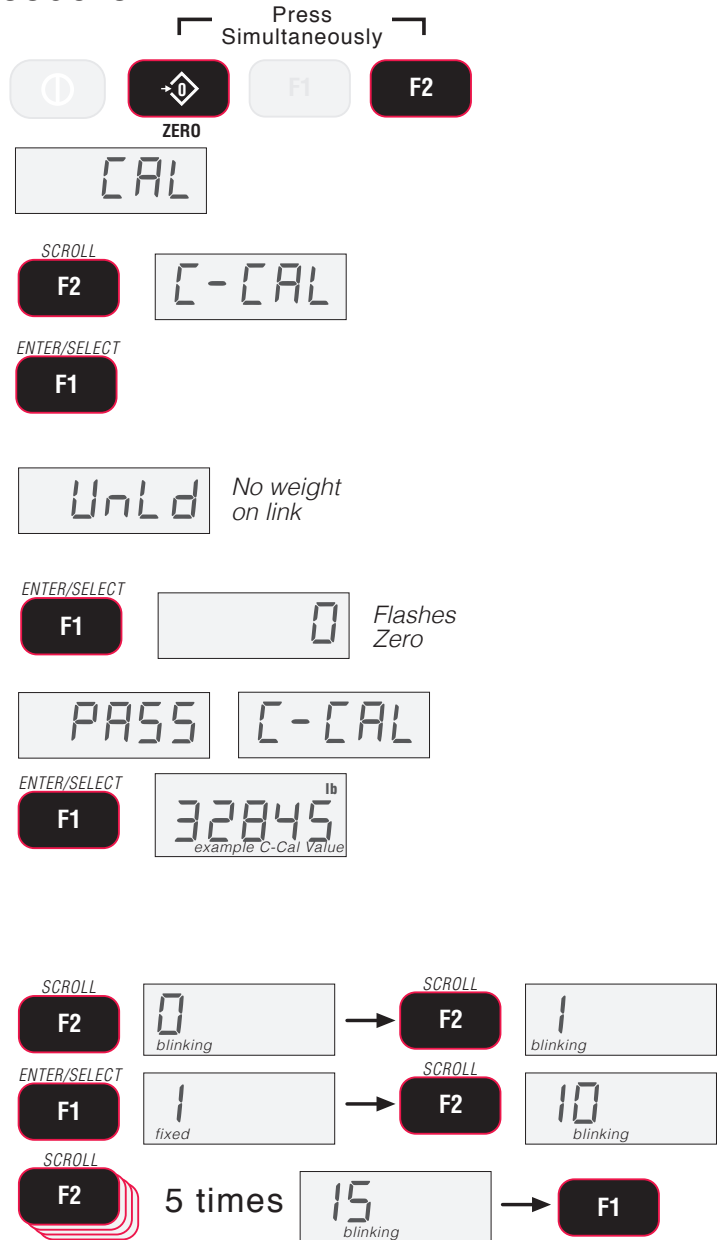 Press
Simultaneously
0 F1 F2
ZERO
CAL
SCROLL
F2 C-CAL
ENTER/SELECT
F1
UnLd No weight
on link
ENTER/SELECT
F1 0 Flashes
Zero
PASS C-CAL
ENTER/SELECT
F1 32845 lb
example C-Cal Value
SCROLL SCROLL
F2 0 F2 1
blinking blinking
ENTER/SELECT SCROLL
F1 1 F2 10
fixed blinking
SCROLL
F2 5 times 15 F1
blinking